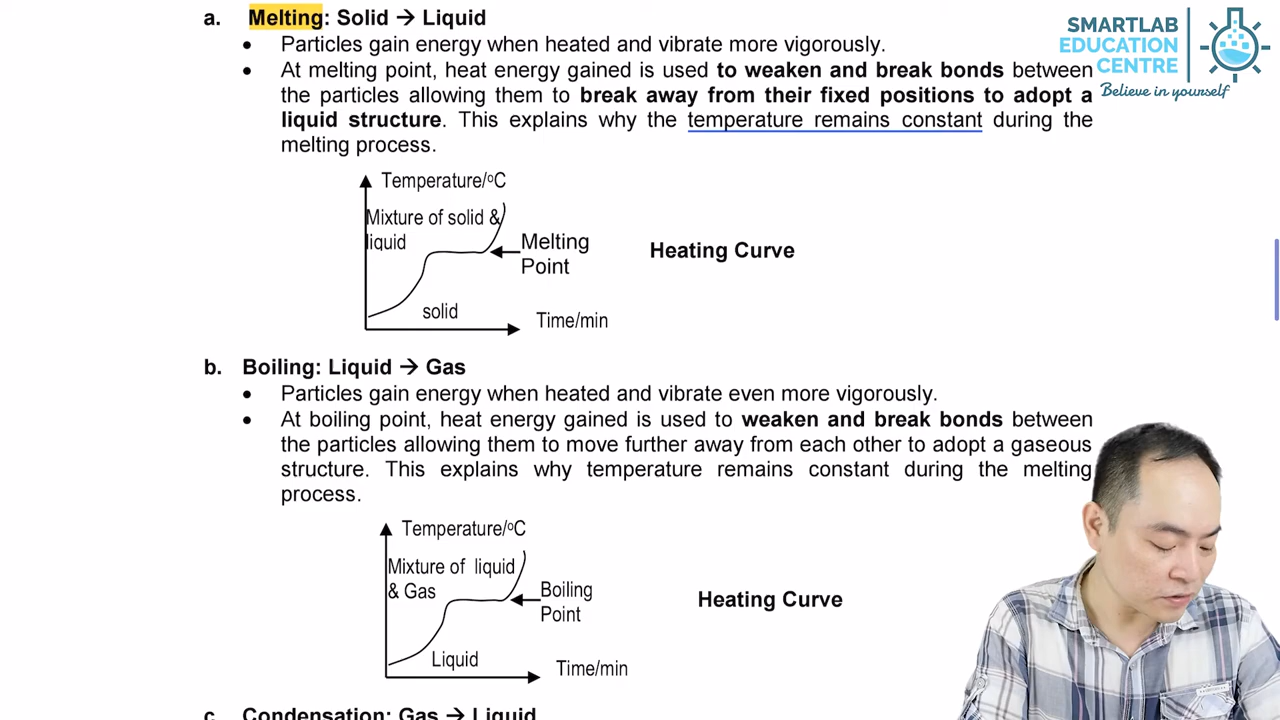 a. Melting: Solid → Liquid
SMARTLAB
EDUCATION
CENTRE
Believe in yourself
• Particles gain energy when heated and vibrate more vigorously.
• At melting point, heat energy gained is used to weaken and break bonds between
the particles allowing them to break away from their fixed positions to adopt a
liquid structure. This explains why the temperature remains constant during the
melting process.
Temperature/°C
Mixture of solid &
liquid
Melting
Point
Heating Curve
solid
Time/min
b. Boiling: Liquid → Gas
• Particles gain energy when heated and vibrate even more vigorously.
• At boiling point, heat energy gained is used to weaken and break bonds between
the particles allowing them to move further away from each other to adopt a gaseous
structure. This explains why temperature remains constant during the melting
process.
Temperature/°C
Mixture of liquid
& Gas
Boiling
Point
Heating Curve
Liquid
Time/min
c. Condensation: Gas → Liquid